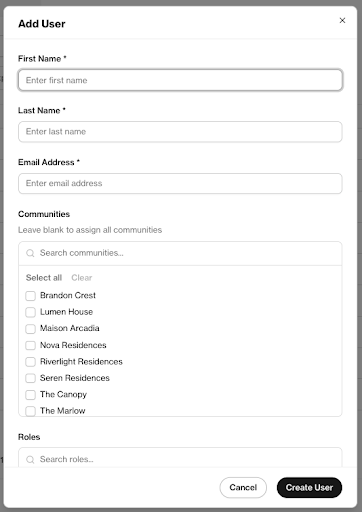 Add User
First Name *
Enter first name
Last Name *
Enter last name
Email Address *
Enter email address
Communities
Leave blank to assign all communities
Search communities...
Select all Clear
Brandon Crest
Lumen House
Maison Arcadia
Nova Residences
Riverlight Residences
Seren Residences
The Canopy
The Marlow
Roles
Search roles...
Cancel Create User